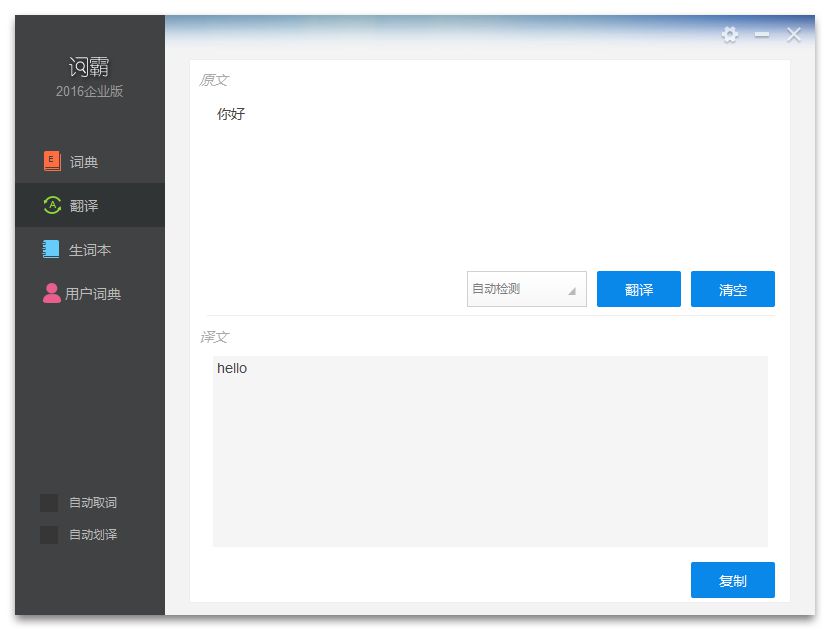 词霸
2016企业版
E 词典
A 翻译
生词本
用户词典
自动取词
自动划译
原文
你好
自动检测 翻译 清空
译文
hello
复制